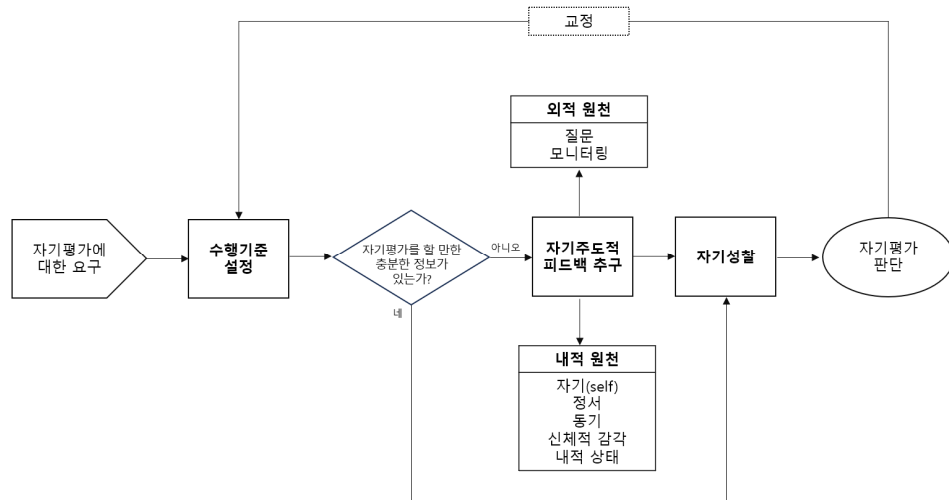 교정
외적 원천
질문
모니터링
자기평가에
대한 요구
수행기준
설정
자기평가를 할 만한
충분한 정보가
있는가?
아니오
네
자기주도적
피드백 추구
자기성찰
자기평가
판단
내적 원천
자기(self)
정서
동기
신체적 감각
내적 상태